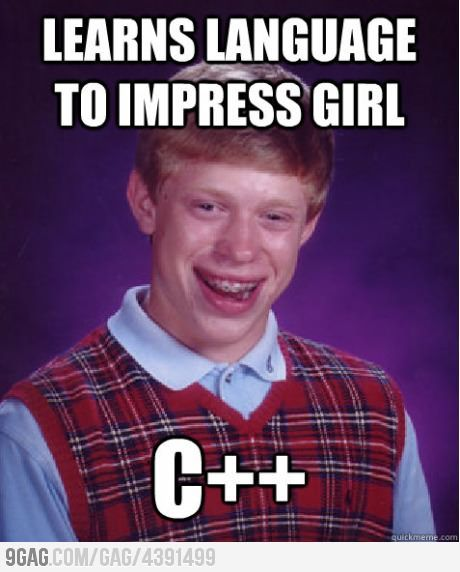 LEARNS LANGUAGE
TO IMPRESS GIRL
C++
quickmeme.com
9GAG.COM/GAG/4391499